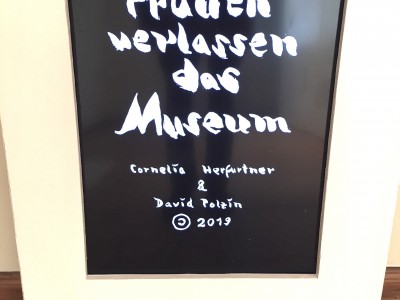 Frauen
verlassen
das
Museum
Cornelia Herfurtner
&
David Polzin
© 2019